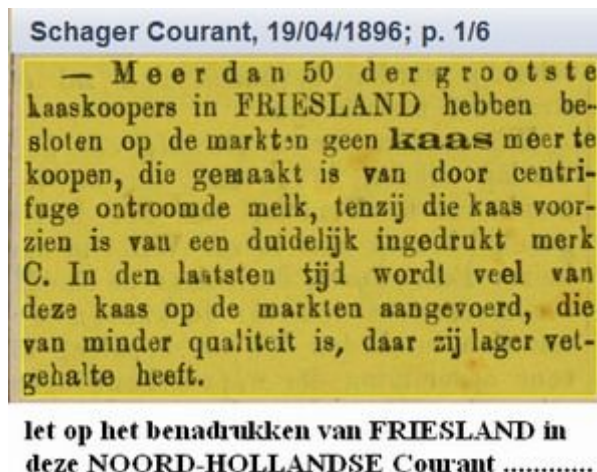 Schager Courant, 19/04/1896; p. 1/6
— Meer dan 50 der grootste
kaaskoopers in FRIESLAND hebben be-
sloten op de markten geen kaas meer te
koopen, die gemaakt is van door centri-
fuge ontroomde melk, tenzij die kaas voor-
zien is van een duidelijk ingedrukt merk
C. In den laatsten tijd wordt veel van
deze kaas op de markten aangevoerd, die
van minder qualiteit is, daar zij lager vet-
gehalte heeft.
let op het benadrukken van FRIESLAND in
deze NOORD-HOLLANDSE Courant ............